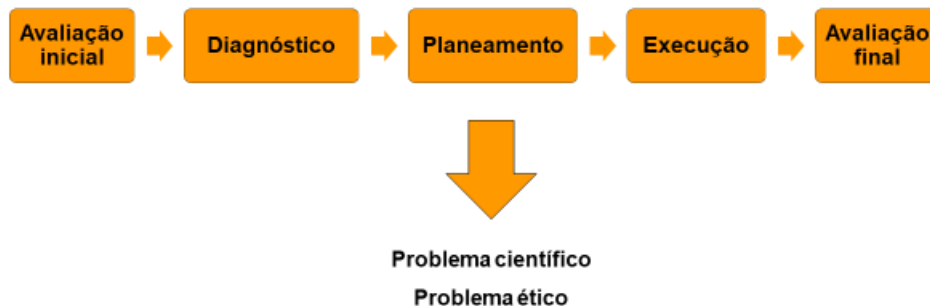 Avaliação
inicial
Diagnóstico
Planeamento
Execução
Avaliação
final
Problema científico
Problema ético